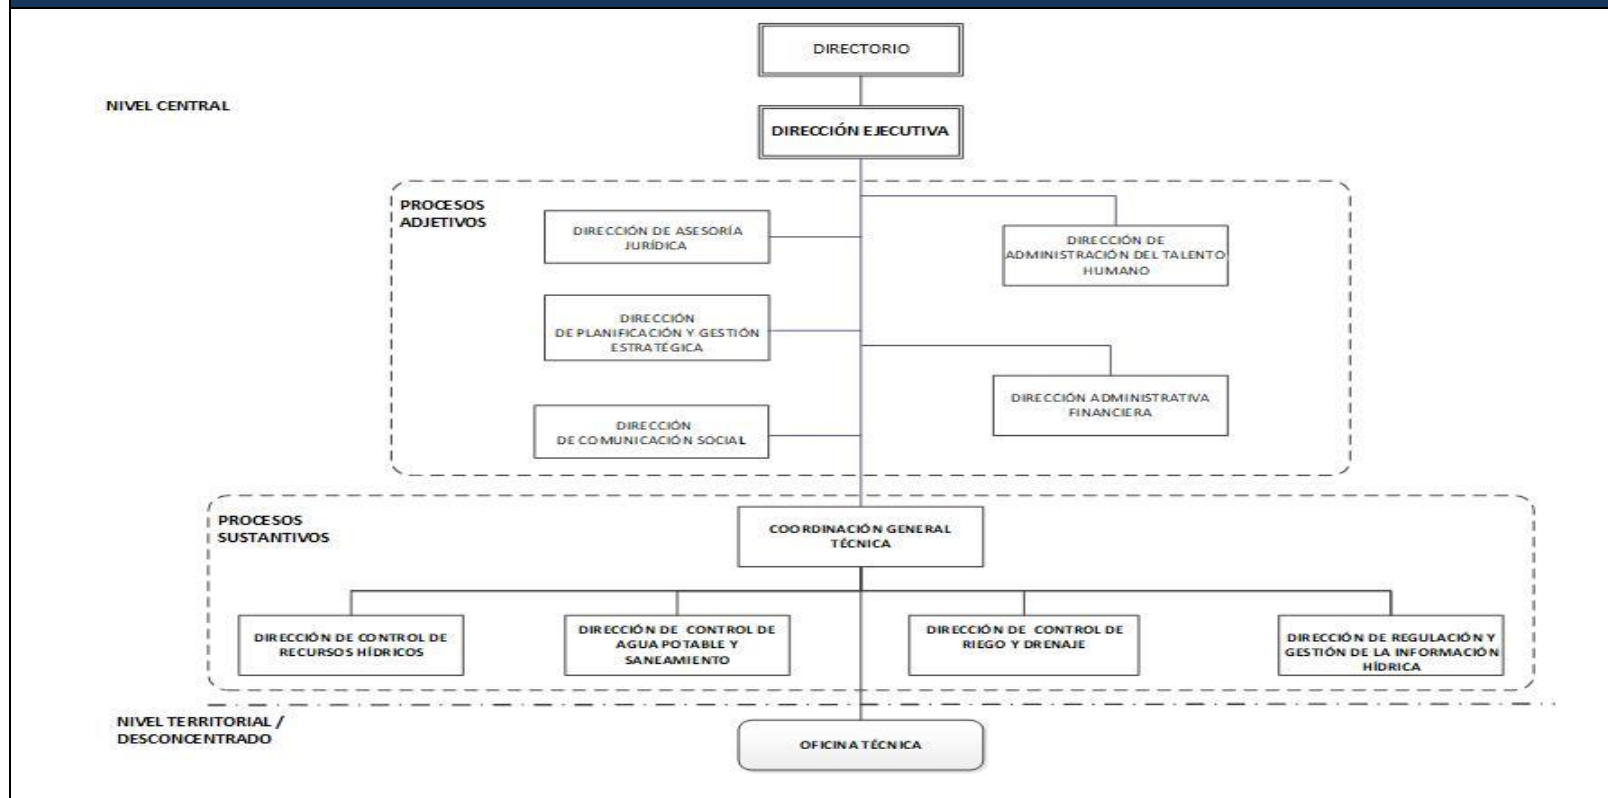 DIRECTORIO
NIVEL CENTRAL
DIRECCIÓN EJECUTIVA
PROCESOS
ADJETIVOS
DIRECCIÓN DE ASESORÍA
JURÍDICA
DIRECCIÓN DE
ADMINISTRACIÓN DEL TALENTO
HUMANO
DIRECCIÓN
DE PLANIFICACIÓN Y GESTIÓN
ESTRATÉGICA
DIRECCIÓN ADMINISTRATIVA
FINANCIERA
DIRECCIÓN
DE COMUNICACIÓN SOCIAL
PROCESOS
SUSTANTIVOS
COORDINACIÓN GENERAL
TÉCNICA
DIRECCIÓN DE CONTROL DE
RECURSOS HÍDRICOS
DIRECCIÓN DE CONTROL DE
AGUA POTABLE Y
SANEAMIENTO
DIRECCIÓN DE CONTROL DE
RIEGO Y DRENAJE
DIRECCIÓN DE REGULACIÓN Y
GESTIÓN DE LA INFORMACIÓN
HÍDRICA
NIVEL TERRITORIAL /
DESCONCENTRADO
OFICINA TÉCNICA